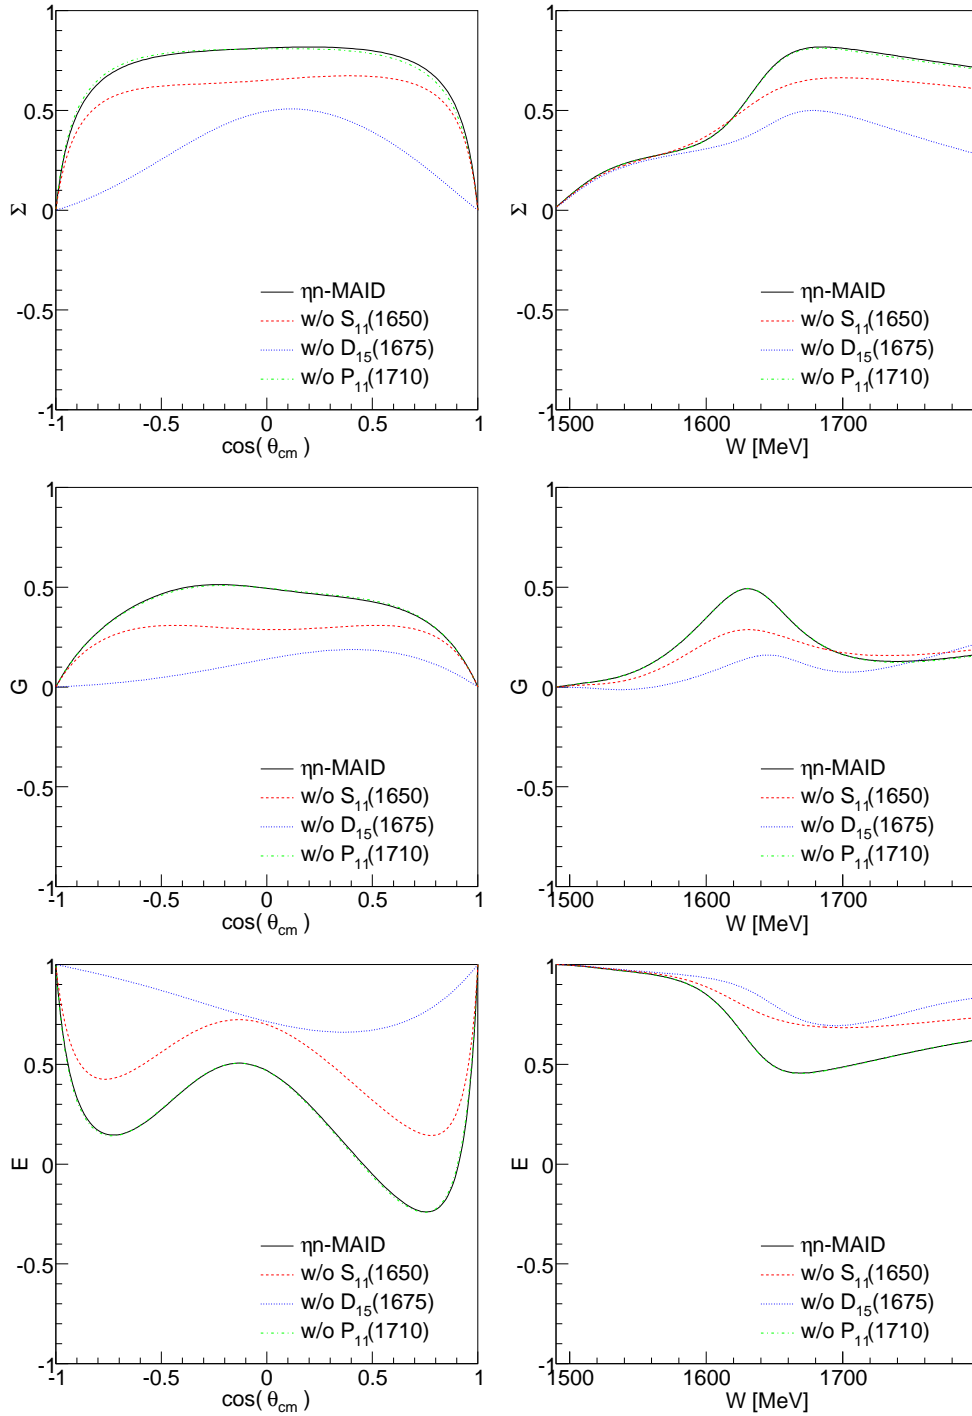 1
0.5
0
-0.5
-1
Σ
-1
-0.5
0
0.5
1
cos( θcm )
ηn-MAID
w/o S11(1650)
w/o D15(1675)
w/o P11(1710)
1
0.5
0
-0.5
-1
Σ
1500
1600
1700
W [MeV]
ηn-MAID
w/o S11(1650)
w/o D15(1675)
w/o P11(1710)
1
0.5
0
-0.5
-1
G
-1
-0.5
0
0.5
1
cos( θcm )
ηn-MAID
w/o S11(1650)
w/o D15(1675)
w/o P11(1710)
1
0.5
0
-0.5
-1
G
1500
1600
1700
W [MeV]
ηn-MAID
w/o S11(1650)
w/o D15(1675)
w/o P11(1710)
1
0.5
0
-0.5
-1
E
-1
-0.5
0
0.5
1
cos( θcm )
ηn-MAID
w/o S11(1650)
w/o D15(1675)
w/o P11(1710)
1
0.5
0
-0.5
-1
E
1500
1600
1700
W [MeV]
ηn-MAID
w/o S11(1650)
w/o D15(1675)
w/o P11(1710)